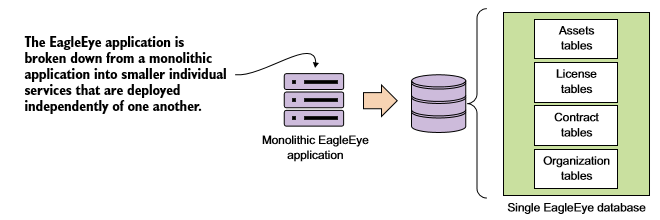 The EagleEye application is
broken down from a monolithic
application into smaller individual
services that are deployed
independently of one another.
Monolithic EagleEye
application
Assets
tables
License
tables
Contract
tables
Organization
tables
Single EagleEye database